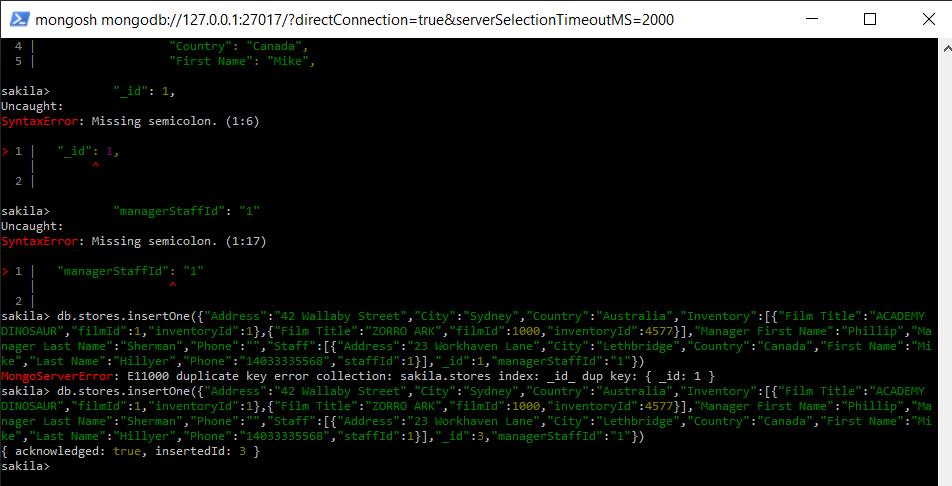 mongosh mongodb://127.0.0.1:27017/?directConnection=true&serverSelectionTimeoutMS=2000
4 |                   "Country": "Canada",
5 |                   "First Name": "Mike",
sakila>         "_id": 1,
Uncaught:
SyntaxError: Missing semicolon. (1:6)
> 1 |   "_id": 1,
|        ^
2 |
sakila>         "managerStaffId": "1"
Uncaught:
SyntaxError: Missing semicolon. (1:17)
> 1 |   "managerStaffId": "1"
|                   ^
2 |
sakila> db.stores.insertOne({"Address":"42 Wallaby Street","City":"Sydney","Country":"Australia","Inventory":[{"Film Title":"ACADEMY
DINOSAUR","filmId":1,"inventoryId":1},{"Film Title":"ZORRO ARK","filmId":1000,"inventoryId":4577}],"Manager First Name":"Phillip","Ma
nager Last Name":"Sherman","Phone":"","Staff":[{"Address":"23 Workhaven Lane","City":"Lethbridge","Country":"Canada","First Name":"Mi
ke","Last Name":"Hillyer","Phone":"14033335568","staffId":1}],"_id":1,"managerStaffId":"1"})
MongoServerError: E11000 duplicate key error collection: sakila.stores index: _id_ dup key: { _id: 1 }
sakila> db.stores.insertOne({"Address":"42 Wallaby Street","City":"Sydney","Country":"Australia","Inventory":[{"Film Title":"ACADEMY
DINOSAUR","filmId":1,"inventoryId":1},{"Film Title":"ZORRO ARK","filmId":1000,"inventoryId":4577}],"Manager First Name":"Phillip","Ma
nager Last Name":"Sherman","Phone":"","Staff":[{"Address":"23 Workhaven Lane","City":"Lethbridge","Country":"Canada","First Name":"Mi
ke","Last Name":"Hillyer","Phone":"14033335568","staffId":1}],"_id":3,"managerStaffId":"1"})
{ acknowledged: true, insertedId: 3 }
sakila>